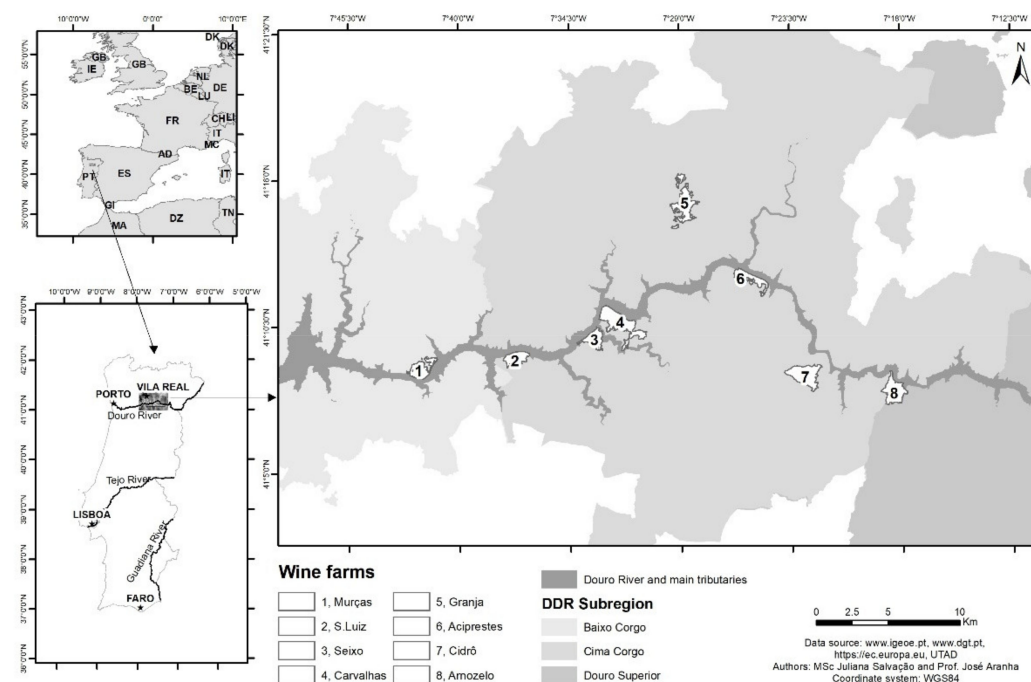 10°0'0"W 0°0'0" 10°0'0"E
55°0'0"N
50°0'0"N
45°0'0"N
40°0'0"N
35°0'0"N
DK
DK
GB
IE
GB
NL
BE
DE
LU
FR
CH
LI
IT
MC
AD
PT
ES
IT
GI
MA
DZ
TN
10°0'0"W 9°0'0"W 8°0'0"W 7°0'0"W 6°0'0"W 5°0'0"W
43°0'0"N
42°0'0"N
41°0'0"N
40°0'0"N
39°0'0"N
38°0'0"N
37°0'0"N
36°0'0"N
VILA REAL
PORTO
Douro River
Tejo River
LISBOA
Guadiana River
FARO
7°45'30"W 7°40'0"W 7°34'30"W 7°29'0"W 7°23'30"W 7°18'0"W 7°12'30"W
41°21'30"N
41°16'0"N
41°10'30"N
41°5'0"N
N
5
6
4
3
1
2
7
8
Wine farms
1, Murças
2, S.Luiz
3, Seixo
4, Carvalhas
5, Granja
6, Aciprestes
7, Cidrô
8, Arnozelo
Douro River and main tributaries
DDR Subregion
Baixo Corgo
Cima Corgo
Douro Superior
0 2.5 5 10
Km
Data source: www.igeoe.pt, www.dgt.pt,
https://ec.europa.eu, UTAD
Authors: MSc Juliana Salvação and Prof. José Aranha
Coordinate system: WGS84